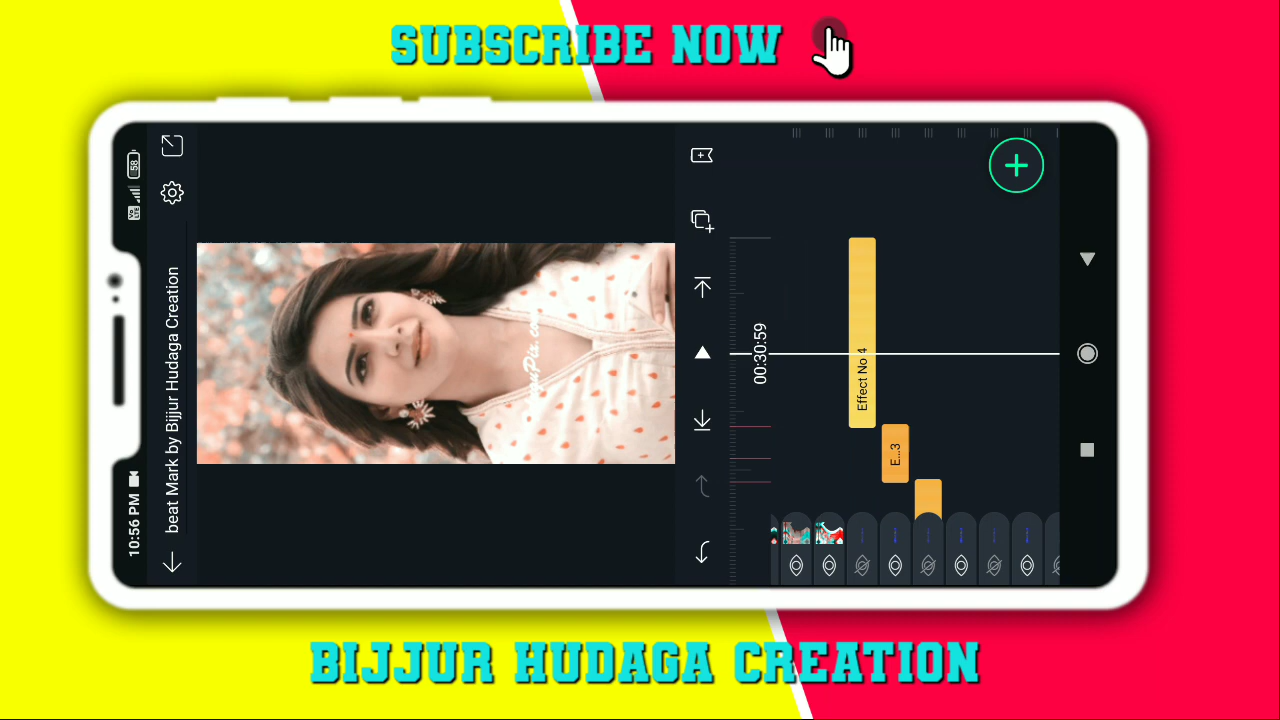 SUBSCRIBE NOW
10:56 PM
58
beat Mark by Bijjur Hudaga Creation
00:30:59
Effect No 4
E...3
BIJJUR HUDAGA CREATION